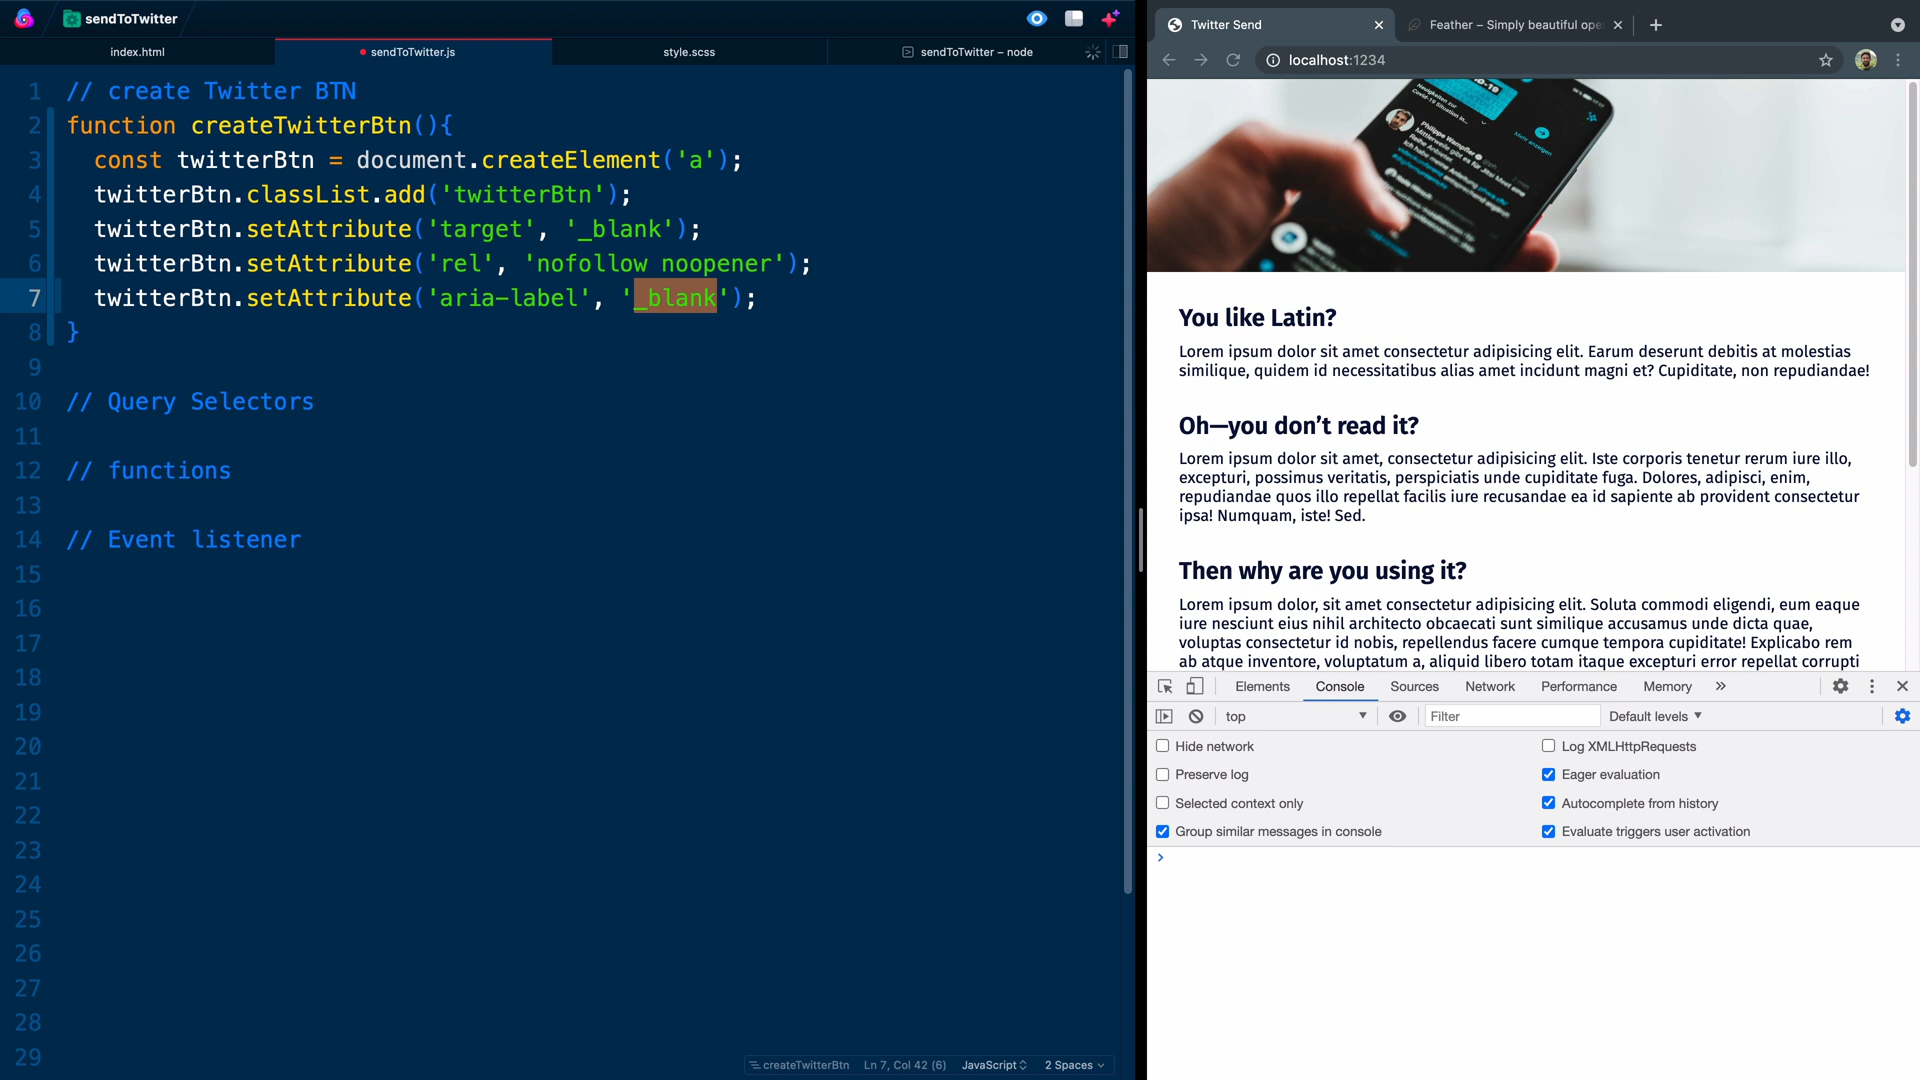 sendToTwitter
index.html
sendToTwitter.js
style.scss
sendToTwitter – node
1 // create Twitter BTN
2 function createTwitterBtn(){
3 const twitterBtn = document.createElement('a');
4 twitterBtn.classList.add('twitterBtn');
5 twitterBtn.setAttribute('target', '_blank');
6 twitterBtn.setAttribute('rel', 'nofollow noopener');
7 twitterBtn.setAttribute('aria-label', '_blank');
8 }
9
10 // Query Selectors
11
12 // functions
13
14 // Event listener
15
16
17
18
19
20
21
22
23
24
25
26
27
28
29
createTwitterBtn Ln 7, Col 42 (6) JavaScript 2 Spaces
Twitter Send
Feather – Simply beautiful ope
localhost:1234
Neuigkeiten zur
Covid-19 Situation in...
Mehr anzeigen
Philippe Wampfler
You like Latin?
Lorem ipsum dolor sit amet consectetur adipisicing elit. Earum deserunt debitis at molestias
similique, quidem id necessitatibus alias amet incidunt magni et? Cupiditate, non repudiandae!
Oh—you don’t read it?
Lorem ipsum dolor sit amet, consectetur adipisicing elit. Iste corporis tenetur rerum iure illo,
excepturi, possimus veritatis, perspiciatis unde cupiditate fuga. Dolores, adipisci, enim,
repudiandae quos illo repellat facilis iure recusandae ea id sapiente ab provident consectetur
ipsa! Numquam, iste! Sed.
Then why are you using it?
Lorem ipsum dolor, sit amet consectetur adipisicing elit. Soluta commodi eligendi, eum eaque
iure nesciunt eius nihil architecto obcaecati sunt similique accusamus unde dicta quae,
voluptas consectetur id nobis, repellendus facere cumque tempora cupiditate! Explicabo rem
ab atque inventore, voluptatum a, aliquid libero totam itaque excepturi error repellat corrupti
Elements Console Sources Network Performance Memory
top Filter Default levels
Hide network
Log XMLHttpRequests
Preserve log
Eager evaluation
Selected context only
Autocomplete from history
Group similar messages in console
Evaluate triggers user activation